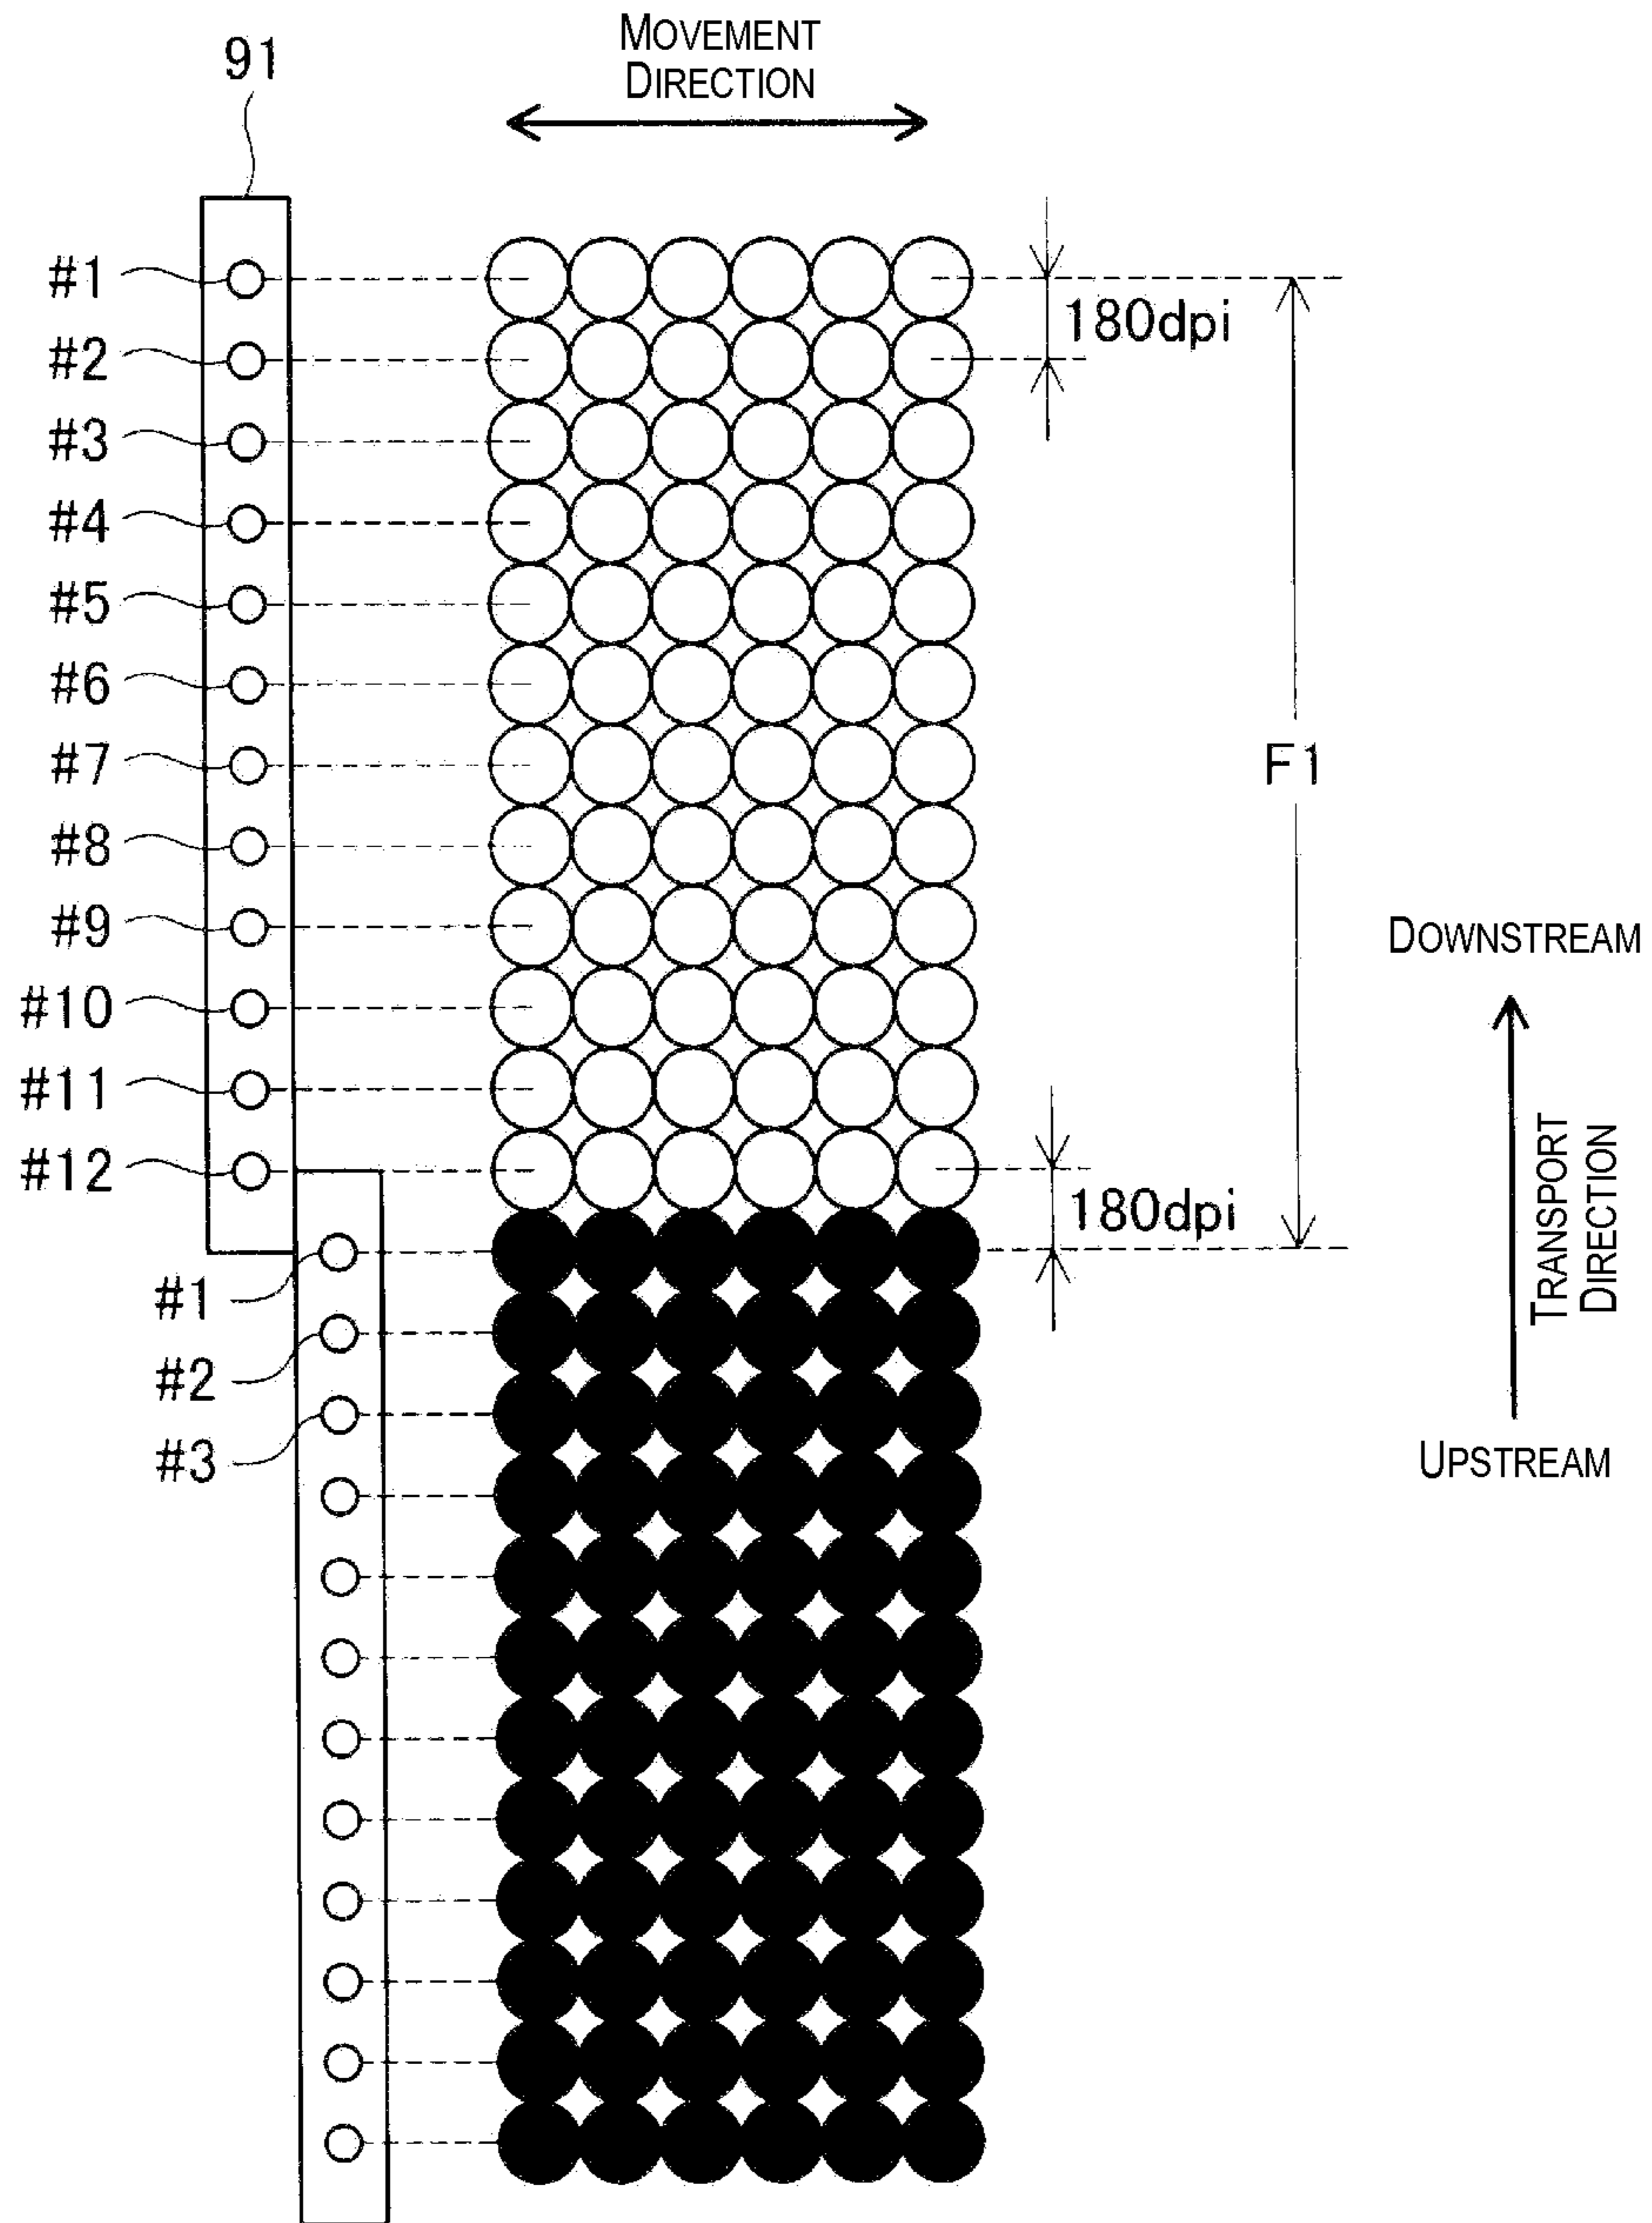 91
MOVEMENT
DIRECTION
#1
180dpi
#2
#3
#4
#5
#6
#7
F1
#8
#9
DOWNSTREAM
#10
#11
#12
TRANSPORT
DIRECTION
180dpi
#1
#2
#3
UPSTREAM